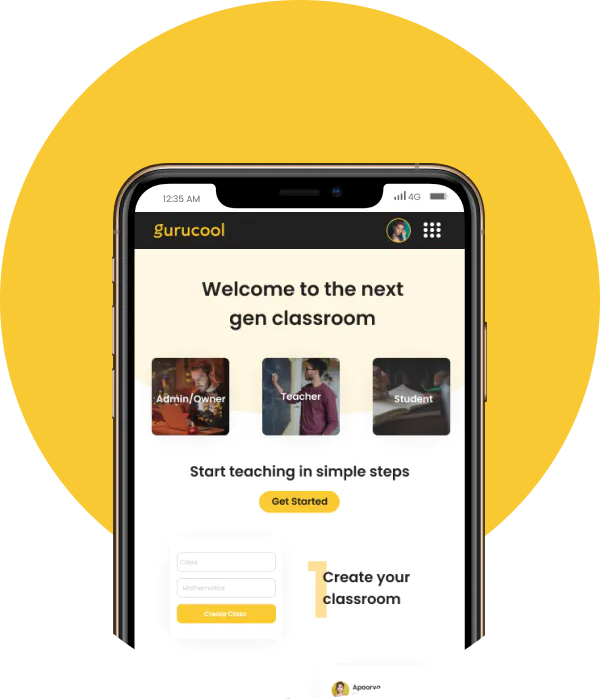 12:35 AM
4G
gurucool
Welcome to the next
gen classroom
Admin/Owner
Teacher
Student
Start teaching in simple steps
Get Started
Class
Mathematics
Create Class
1
Create your
classroom
Apoorve